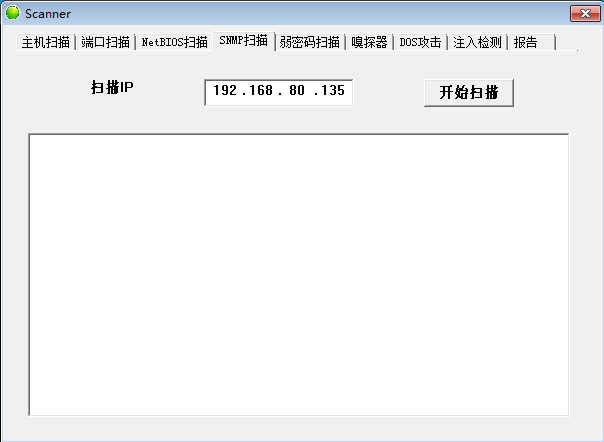 Scanner
主机扫描 端口扫描 NetBIOS扫描 SNMP扫描 弱密码扫描 嗅探器 DOS攻击 注入检测 报告
扫描IP 192 .168 . 80 .135 开始扫描